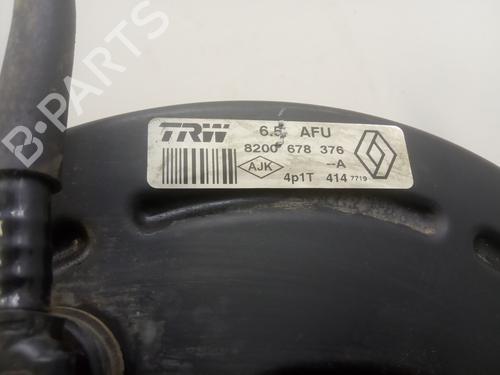 TRW 6.5 AFU
8200 678 376
AJK --A
4p1T 414 7719
B-PARTS